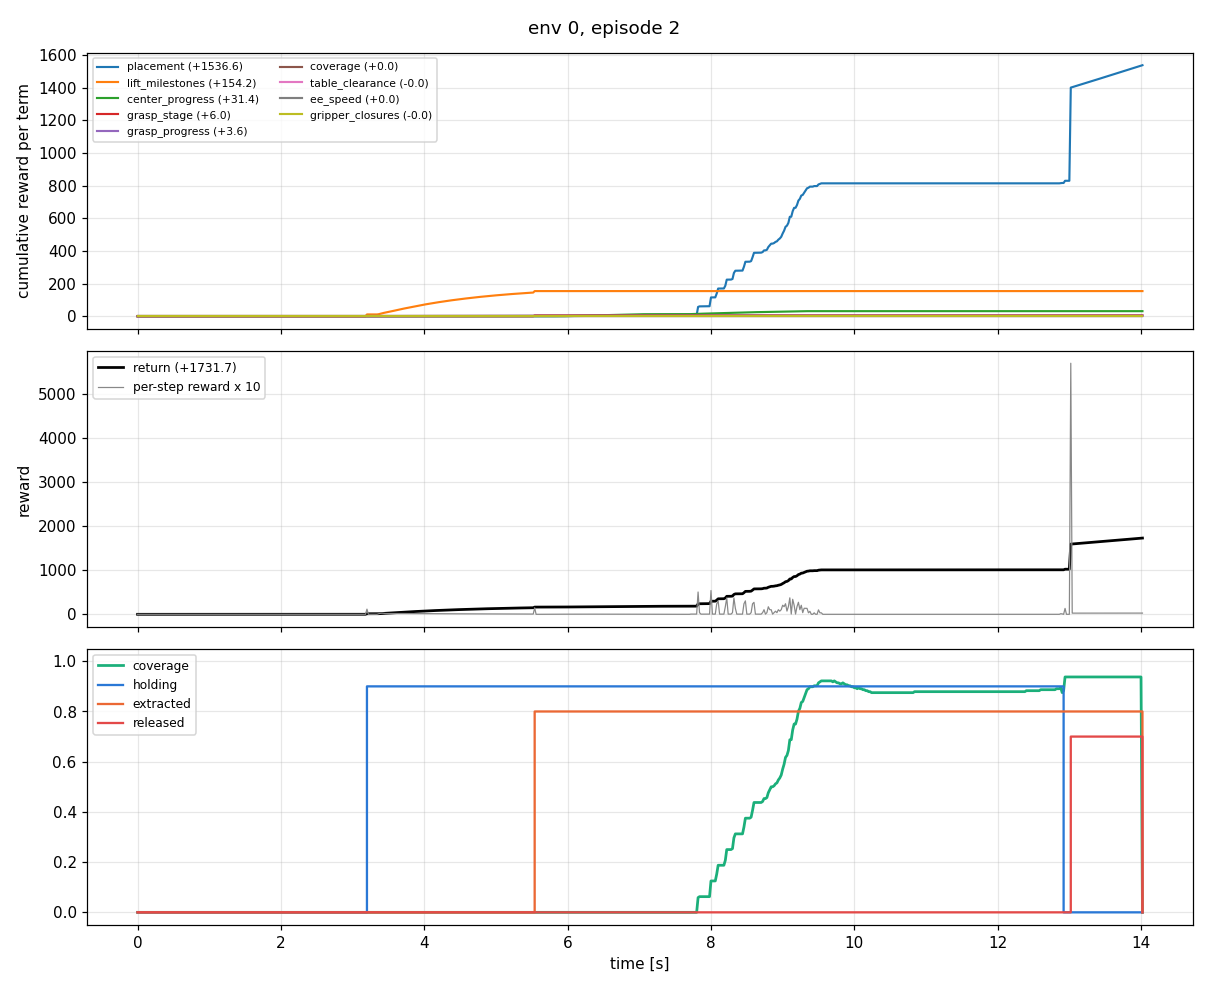 env 0, episode 2
cumulative reward per term
1600
1400
1200
1000
800
600
400
200
0
placement (+1536.6)
lift_milestones (+154.2)
center_progress (+31.4)
grasp_stage (+6.0)
grasp_progress (+3.6)
coverage (+0.0)
table_clearance (-0.0)
ee_speed (+0.0)
gripper_closures (-0.0)
reward
5000
4000
3000
2000
1000
0
return (+1731.7)
per-step reward x 10
1.0
0.8
0.6
0.4
0.2
0.0
coverage
holding
extracted
released
0 2 4 6 8 10 12 14
time [s]